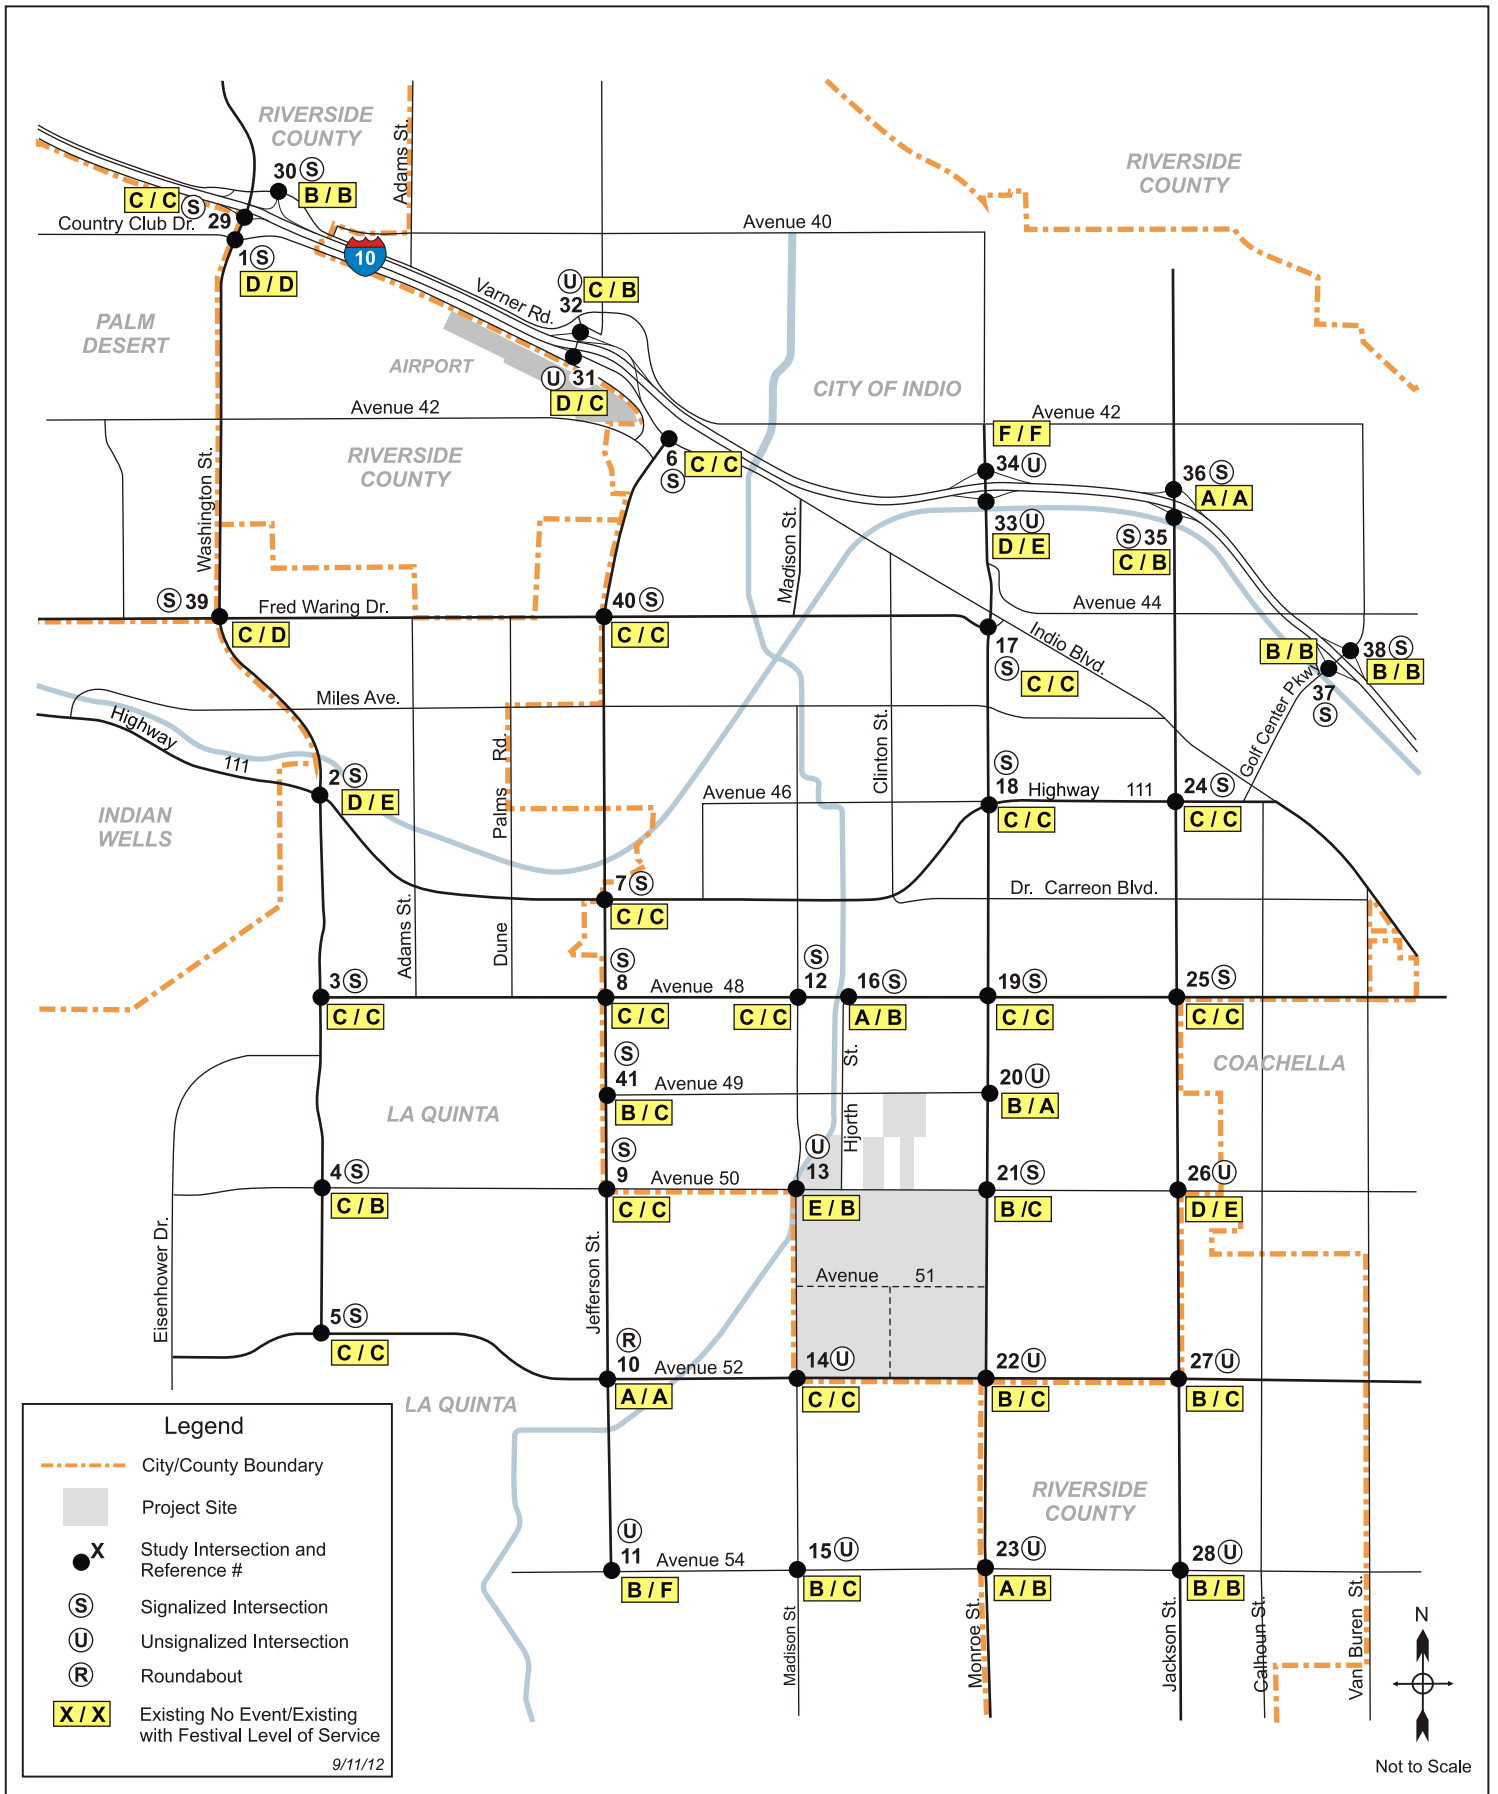 RIVERSIDE
COUNTY
Adams St.
30 S
B / B
C / C
S
29
Country Club Dr.
1 S
D / D
10
Avenue 40
RIVERSIDE
COUNTY
Varner Rd.
U
32
C / B
PALM
DESERT
AIRPORT
U 31
D / C
CITY OF INDIO
Avenue 42
Avenue 42
F / F
34 U
RIVERSIDE
COUNTY
Washington St.
6
S
C / C
36 S
A / A
Madison St.
33 U
D / E
S 35
C / B
S 39
Fred Waring Dr.
C / D
40 S
C / C
Avenue 44
17
S
C / C
Indio Blvd.
B / B
38 S
B / B
37
S
Golf Center Pkwy
Miles Ave.
Highway
111
Palms Rd.
Dune
Clinton St.
2 S
D / E
INDIAN
WELLS
Avenue 46
S
18
C / C
Highway 111
24 S
C / C
7 S
C / C
Dr. Carreon Blvd.
Adams St.
3 S
C / C
S
8
C / C
Avenue 48
S
12
C / C
16 S
A / B
19 S
C / C
25 S
C / C
S
41
B / C
Avenue 49
Hjorth St.
20 U
B / A
COACHELLA
LA QUINTA
4 S
C / B
S
9
C / C
Avenue 50
U
13
E / B
21 S
B /C
26 U
D / E
Eisenhower Dr.
Jefferson St.
Avenue 51
5 S
C / C
R
10
A / A
Avenue 52
14 U
C / C
22 U
B / C
27 U
B / C
LA QUINTA
RIVERSIDE
COUNTY
U
11
B / F
Avenue 54
15 U
B / C
23 U
A / B
28 U
B / B
Madison St
Monroe St.
Jackson St.
Calhoun St.
Van Buren St.
Legend
City/County Boundary
Project Site
X
Study Intersection and
Reference #
S Signalized Intersection
U Unsignalized Intersection
R Roundabout
X / X Existing No Event/Existing
with Festival Level of Service
9/11/12
N
Not to Scale